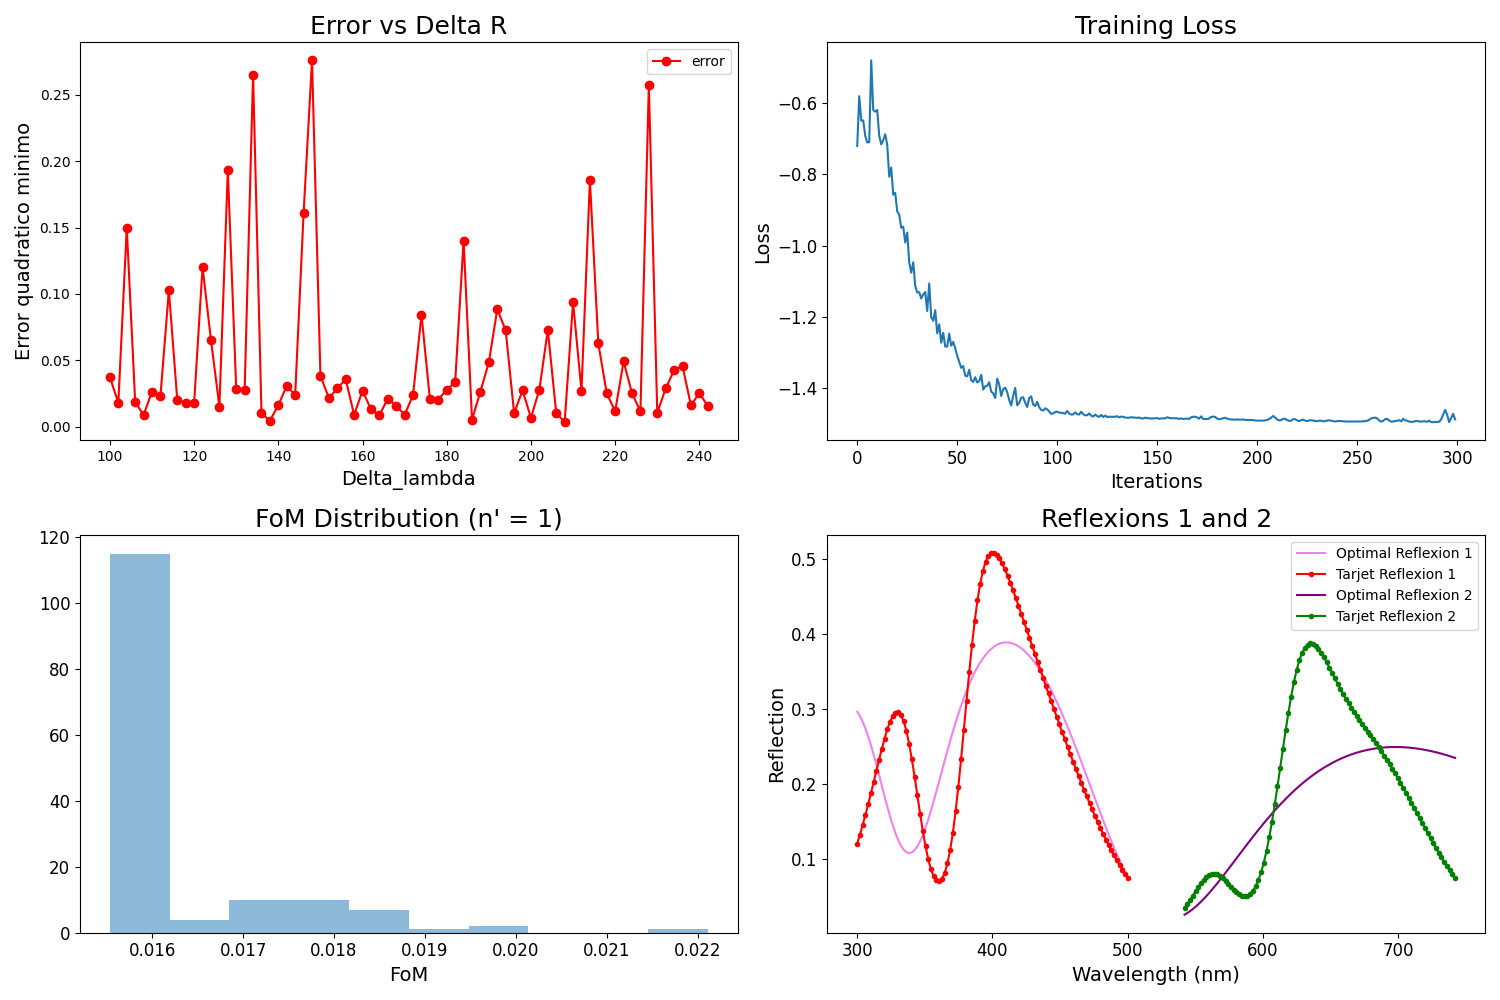 Error vs Delta R
error
Error quadratico minimo
0.25
0.20
0.15
0.10
0.05
0.00
100 120 140 160 180 200 220 240
Delta_lambda
Training Loss
Loss
−0.6
−0.8
−1.0
−1.2
−1.4
0 50 100 150 200 250 300
Iterations
FoM Distribution (n' = 1)
120
100
80
60
40
20
0
0.016 0.017 0.018 0.019 0.020 0.021 0.022
FoM
Reflexions 1 and 2
Optimal Reflexion 1
Tarjet Reflexion 1
Optimal Reflexion 2
Tarjet Reflexion 2
Reflection
0.5
0.4
0.3
0.2
0.1
300 400 500 600 700
Wavelength (nm)